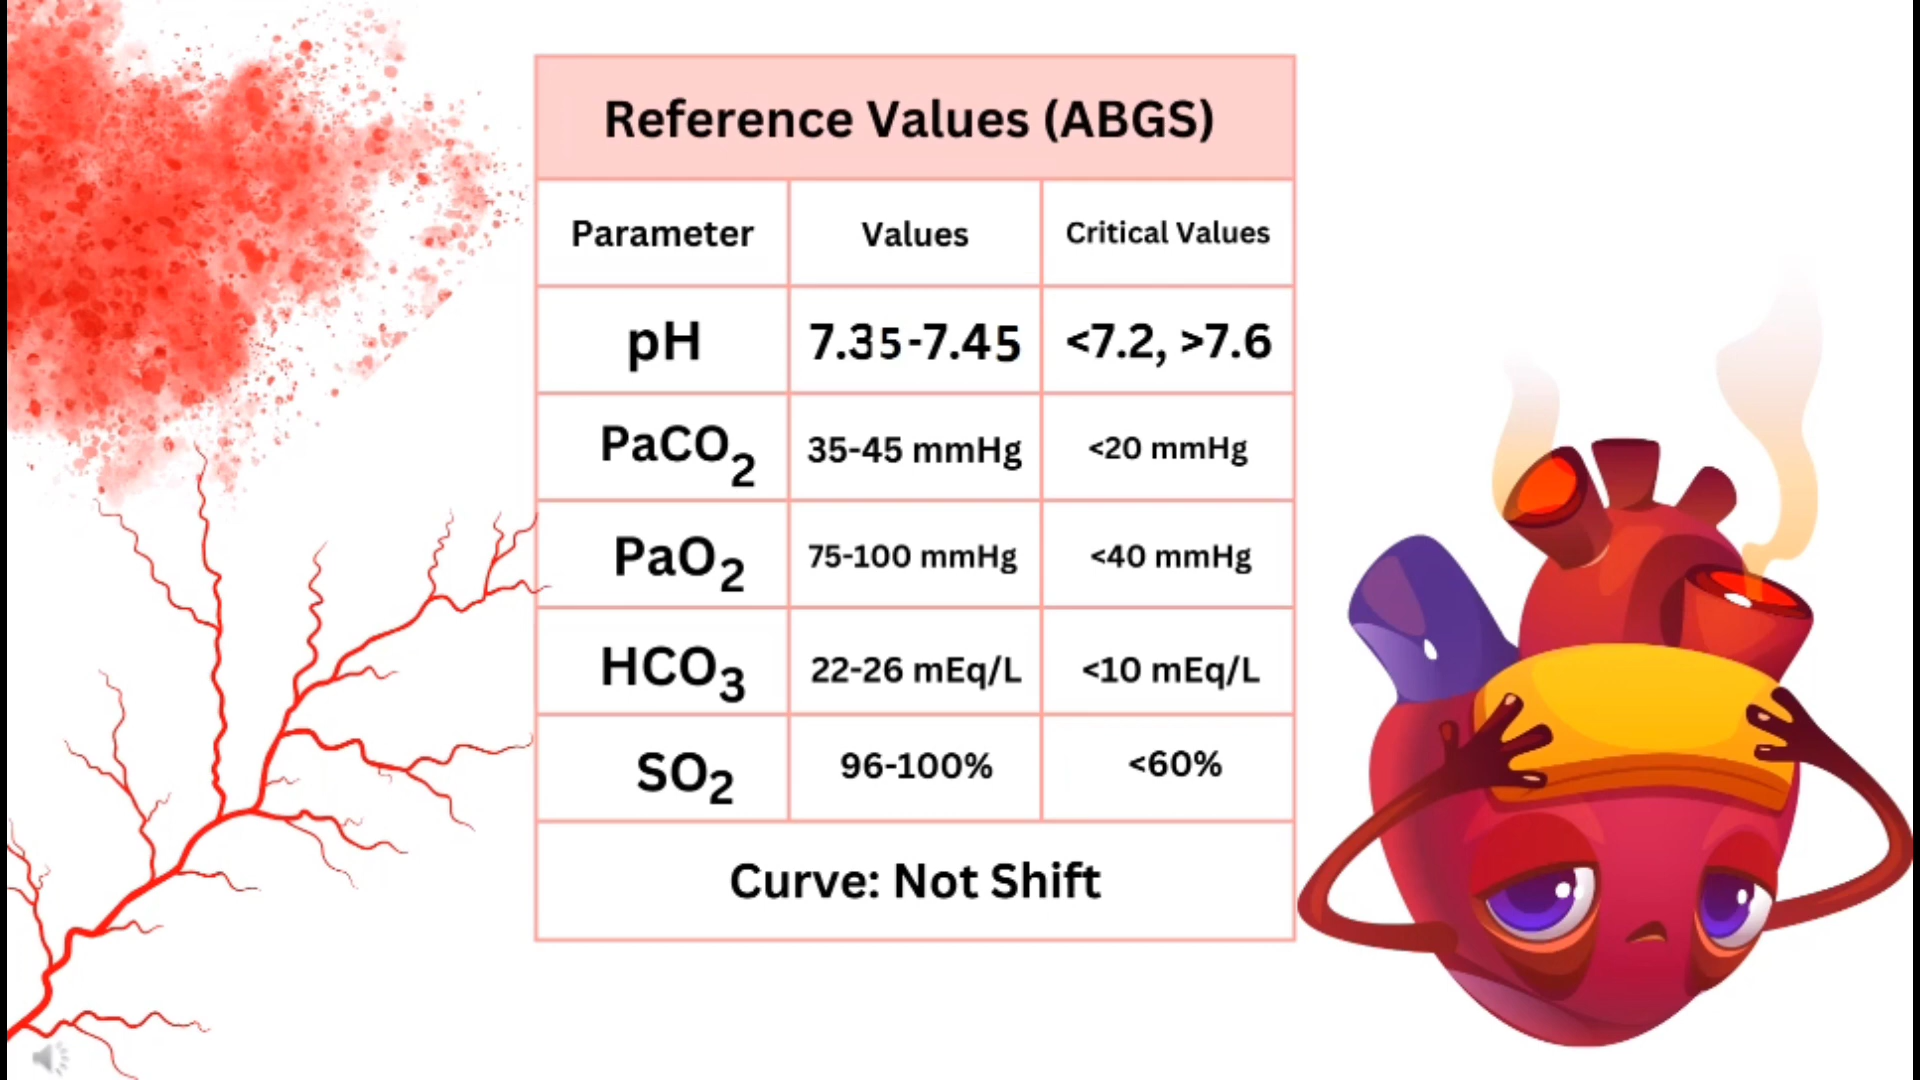 Reference Values (ABGS)
Parameter Values Critical Values
pH 7.35-7.45 <7.2, >7.6
PaCO₂ 35-45 mmHg <20 mmHg
PaO₂ 75-100 mmHg <40 mmHg
HCO₃ 22-26 mEq/L <10 mEq/L
SO₂ 96-100% <60%
Curve: Not Shift